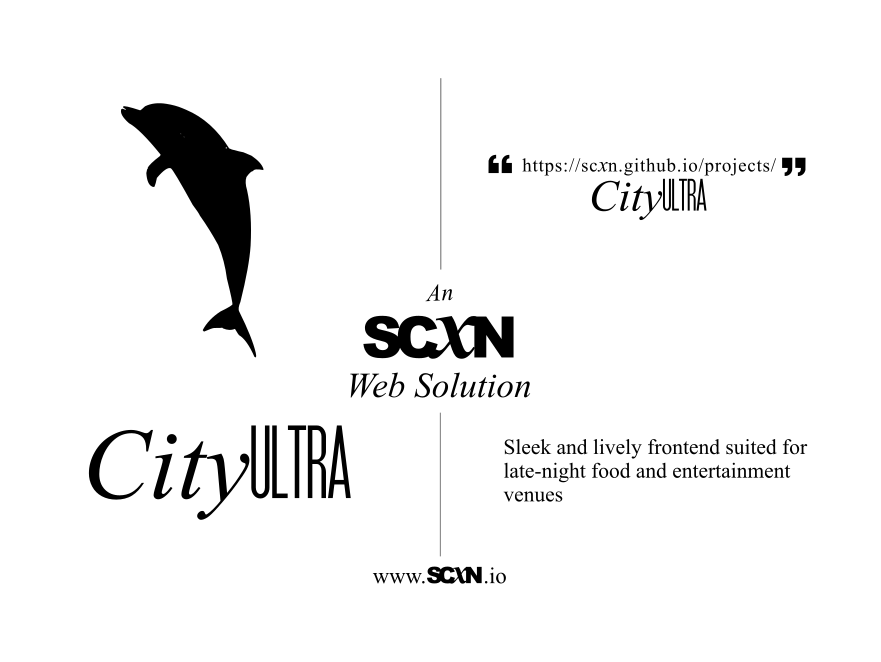 https://scxn.github.io/projects/
CityULTRA
An
SCXN
Web Solution
CityULTRA
Sleek and lively frontend suited for
late-night food and entertainment
venues
www.SCXN.io